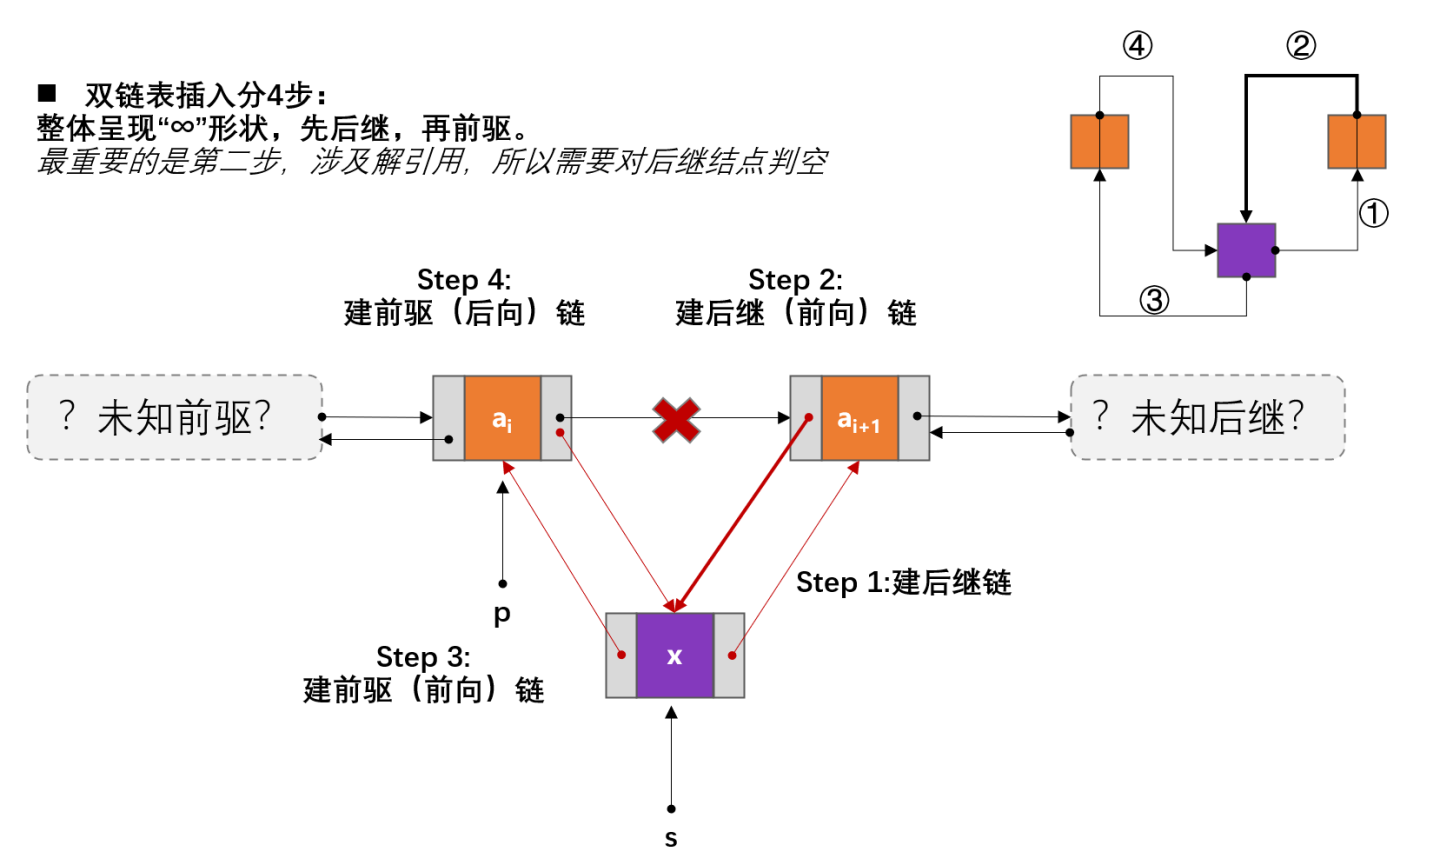 ④ ②
■ 双链表插入分4步：
整体呈现“∞”形状，先后继，再前驱。
最重要的是第二步，涉及解引用，所以需要对后继结点判空
①
③
Step 4:
建前驱（后向）链
Step 2:
建后继（前向）链
？未知前驱？
ai
ai+1
？未知后继？
Step 1:建后继链
p
Step 3:
建前驱（前向）链
x
s